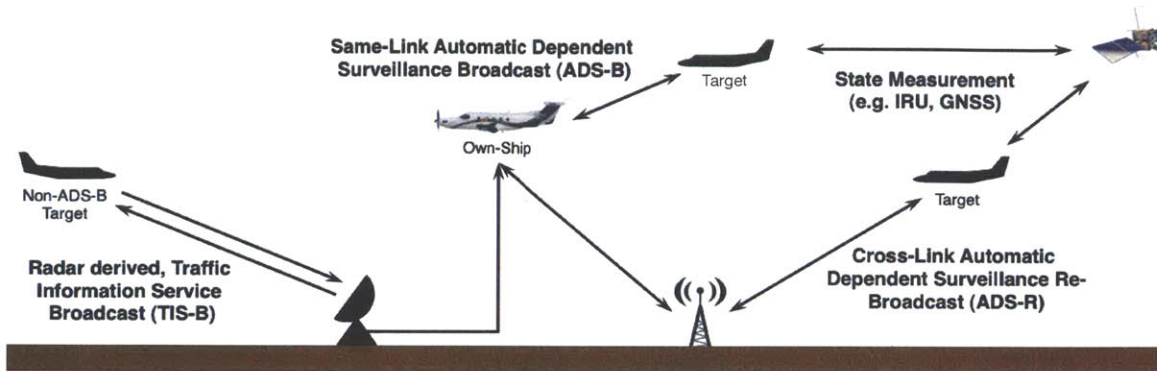 Same-Link Automatic Dependent
Surveillance Broadcast (ADS-B)
Target
State Measurement
(e.g. IRU, GNSS)
Own-Ship
Non-ADS-B
Target
Target
Radar derived, Traffic
Information Service
Broadcast (TIS-B)
Cross-Link Automatic
Dependent Surveillance Re-
Broadcast (ADS-R)